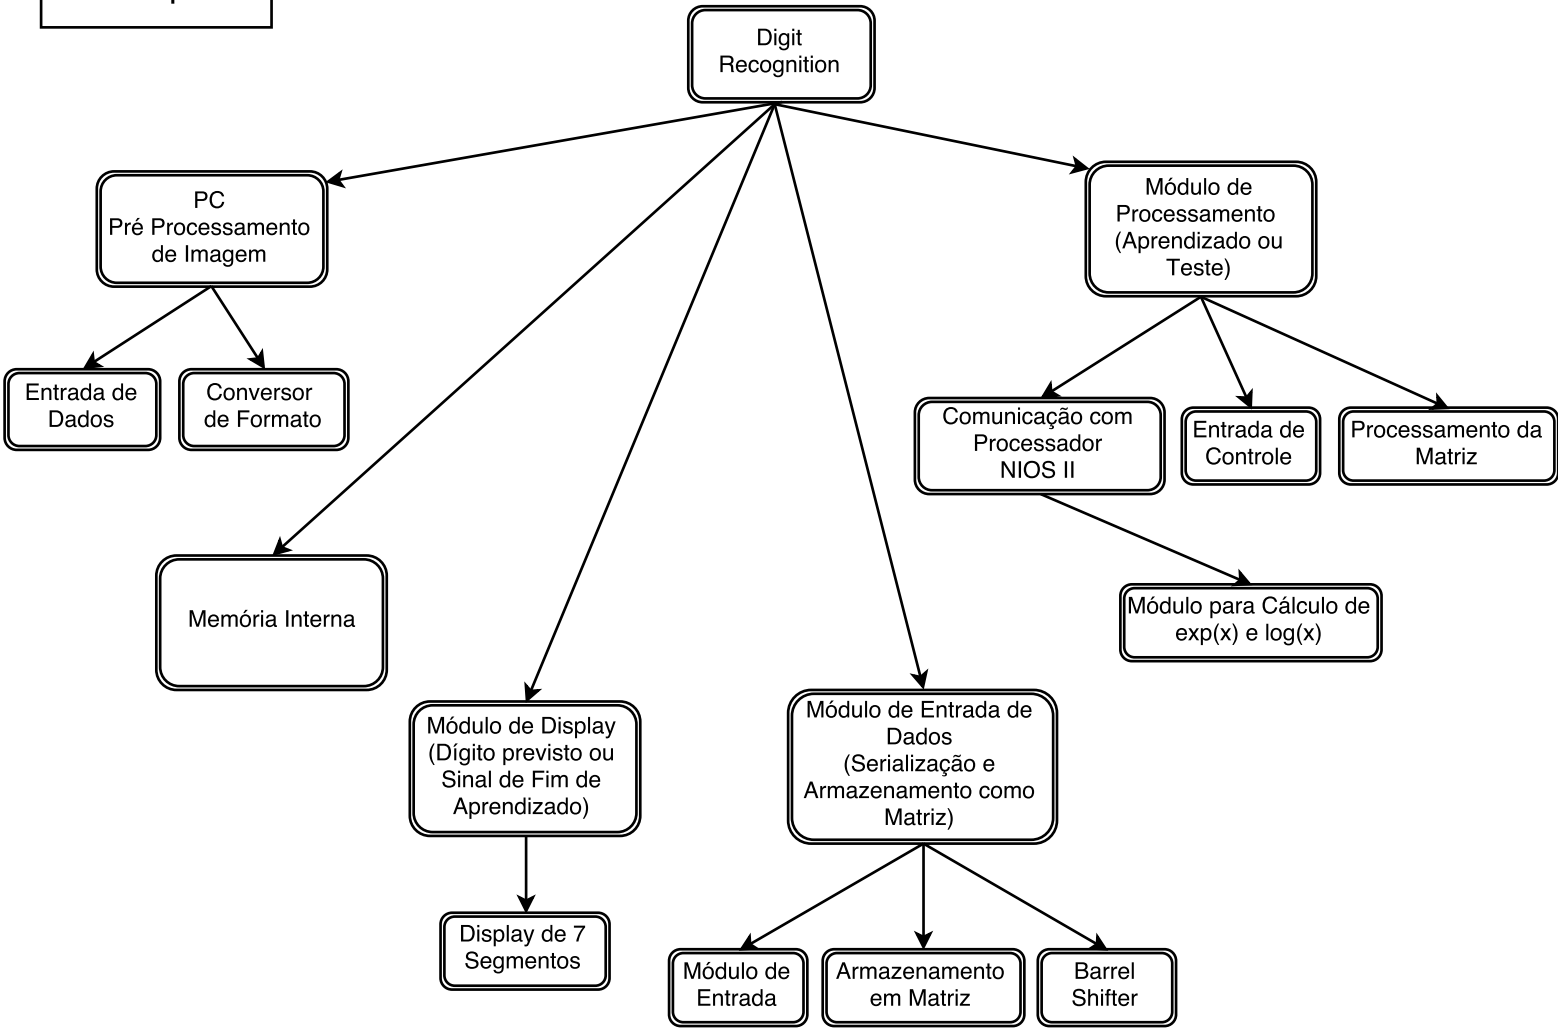 Digit
Recognition
PC
Pré Processamento
de Imagem
Módulo de
Processamento
(Aprendizado ou
Teste)
Entrada de
Dados
Conversor
de Formato
Comunicação com
Processador
NIOS II
Entrada de
Controle
Processamento da
Matriz
Memória Interna
Módulo para Cálculo de
exp(x) e log(x)
Módulo de Display
(Dígito previsto ou
Sinal de Fim de
Aprendizado)
Módulo de Entrada de
Dados
(Serialização e
Armazenamento como
Matriz)
Display de 7
Segmentos
Módulo de
Entrada
Armazenamento
em Matriz
Barrel
Shifter